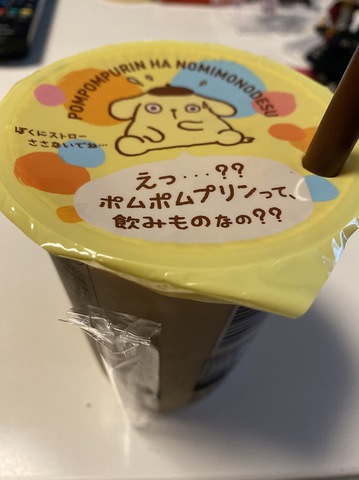 POMPOMPURIN HA NOMIMONODESU
ぼくにストロー
ささないでね…
えっ…??
ポムポムプリンって、
飲みものなの??